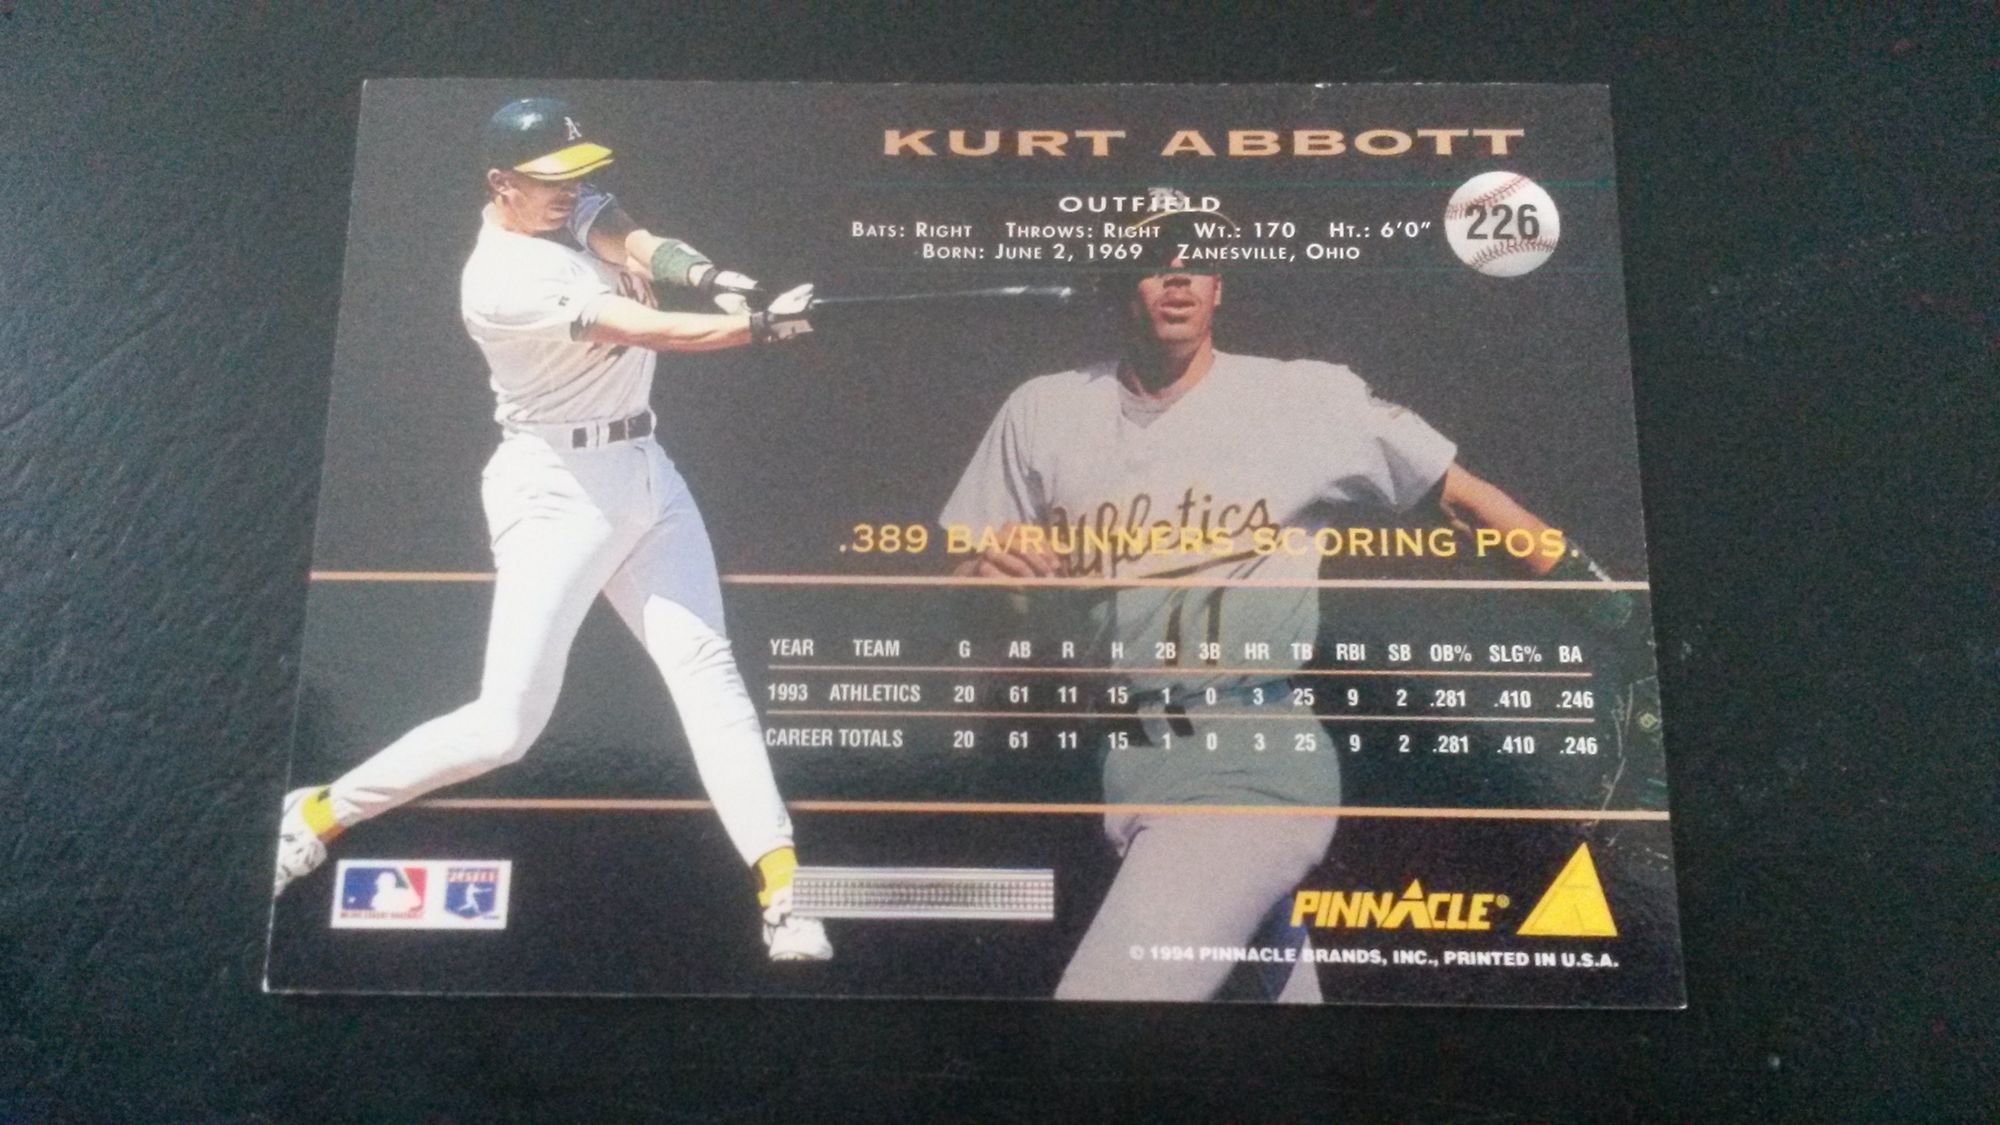 KURT ABBOTT
OUTFIELD
BATS: RIGHT THROWS: RIGHT WT.: 170 HT.: 6'0"
BORN: JUNE 2, 1969 ZANESVILLE, OHIO
226
A's
Athletics
.389 BA/RUNNERS SCORING POS.
11
YEAR TEAM G AB R H 2B 3B HR TB RBI SB OB% SLG% BA
1993 ATHLETICS 20 61 11 15 1 0 3 25 9 2 .281 .410 .246
CAREER TOTALS 20 61 11 15 1 0 3 25 9 2 .281 .410 .246
PINNACLE®
© 1994 PINNACLE BRANDS, INC., PRINTED IN U.S.A.